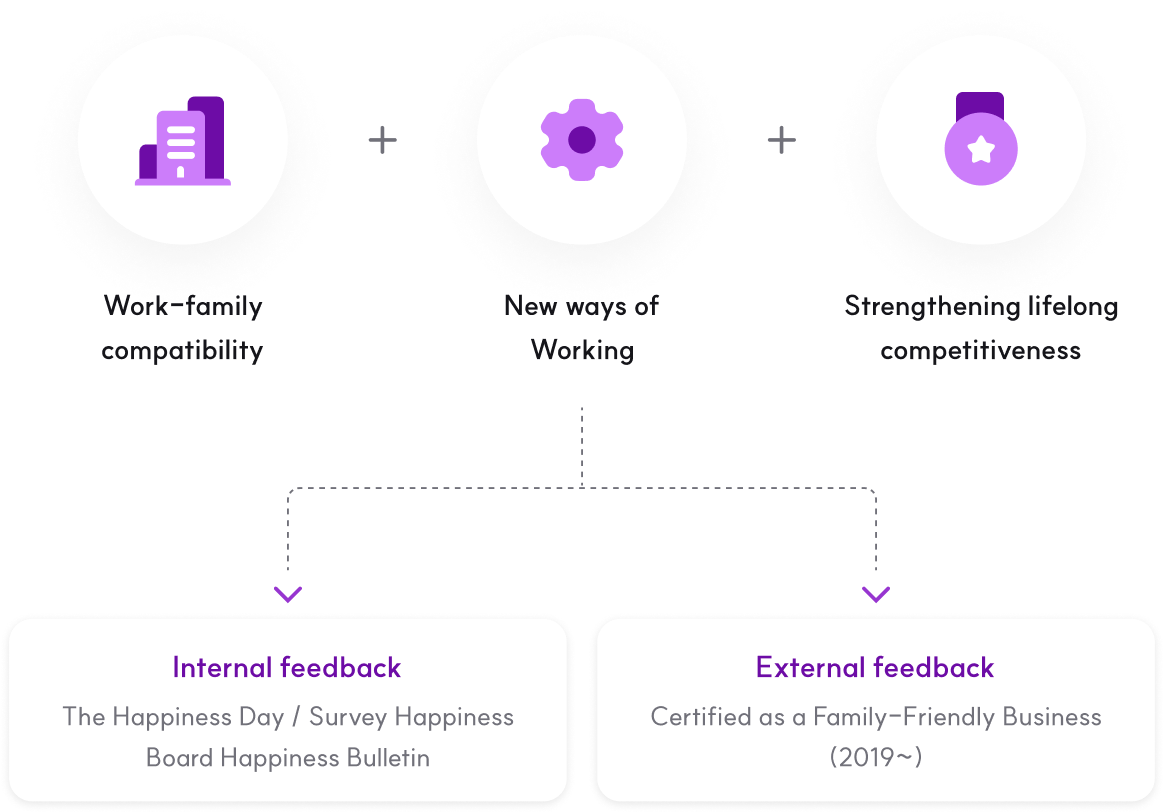 Work-family
compatibility
New ways of
Working
Strengthening lifelong
competitiveness
Internal feedback
The Happiness Day / Survey Happiness
Board Happiness Bulletin
External feedback
Certified as a Family-Friendly Business
(2019~)